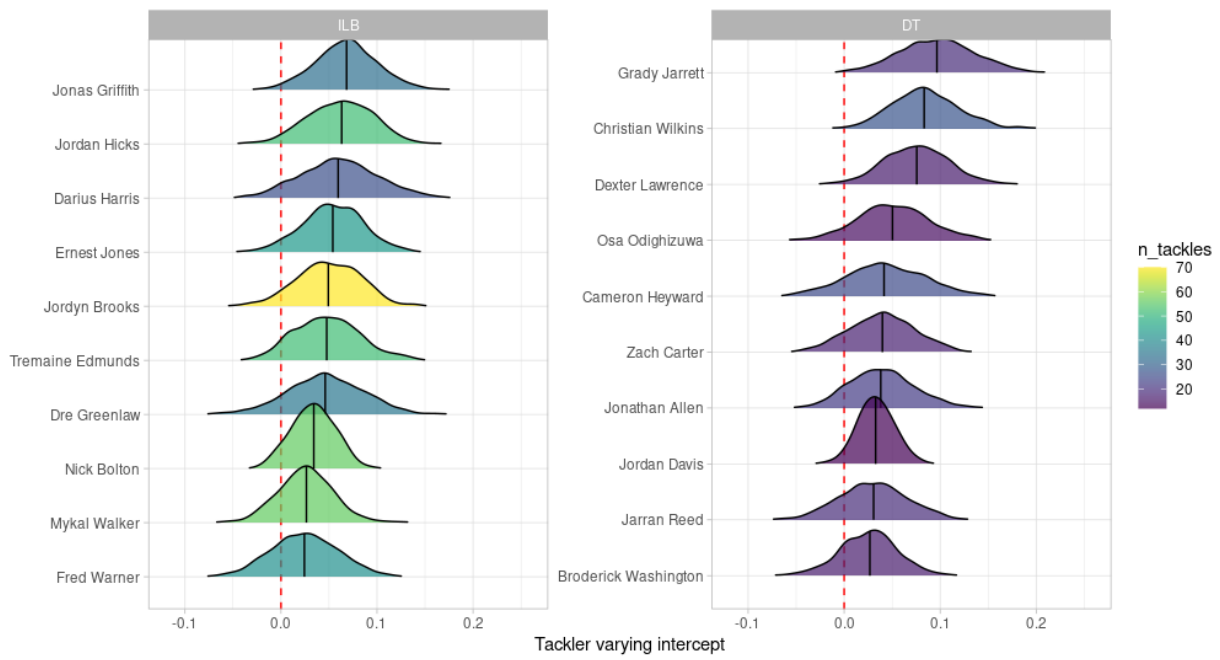 ILB
Jonas Griffith
Jordan Hicks
Darius Harris
Ernest Jones
Jordyn Brooks
Tremaine Edmunds
Dre Greenlaw
Nick Bolton
Mykal Walker
Fred Warner
-0.1 0.0 0.1 0.2
DT
Grady Jarrett
Christian Wilkins
Dexter Lawrence
Osa Odighizuwa
Cameron Heyward
Zach Carter
Jonathan Allen
Jordan Davis
Jarran Reed
Broderick Washington
-0.1 0.0 0.1 0.2
Tackler varying intercept
n_tackles
70
60
50
40
30
20